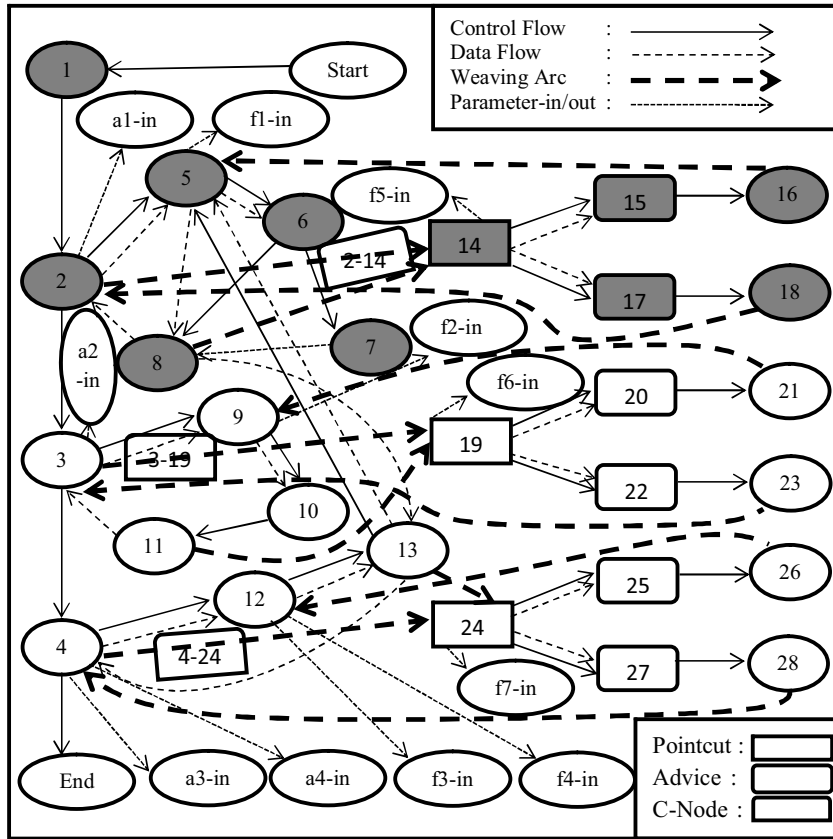 Control Flow :
Data Flow :
Weaving Arc :
Parameter-in/out :
1
Start
a1-in
f1-in
5
f5-in
6
15
16
14
2-14
2
17
18
a2
-in
8
7
f2-in
f6-in
20
21
9
3
3-19
19
10
22
23
11
13
25
26
12
24
4
4-24
27
28
f7-in
End
a3-in
a4-in
f3-in
f4-in
Pointcut :
Advice :
C-Node :